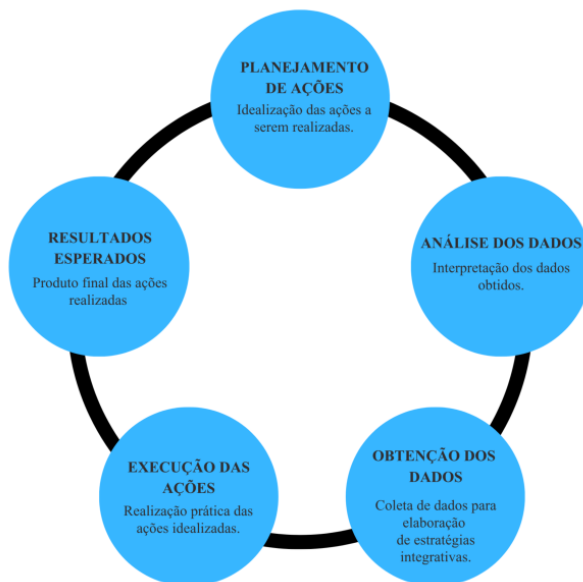 PLANEJAMENTO
DE AÇÕES
Idealização das ações a
serem realizadas.
ANÁLISE DOS DADOS
Interpretação dos dados
obtidos.
OBTENÇÃO DOS
DADOS
Coleta de dados para
elaboração
de estratégias
integrativas.
EXECUÇÃO DAS
AÇÕES
Realização prática das
ações idealizadas.
RESULTADOS
ESPERADOS
Produto final das ações
realizadas